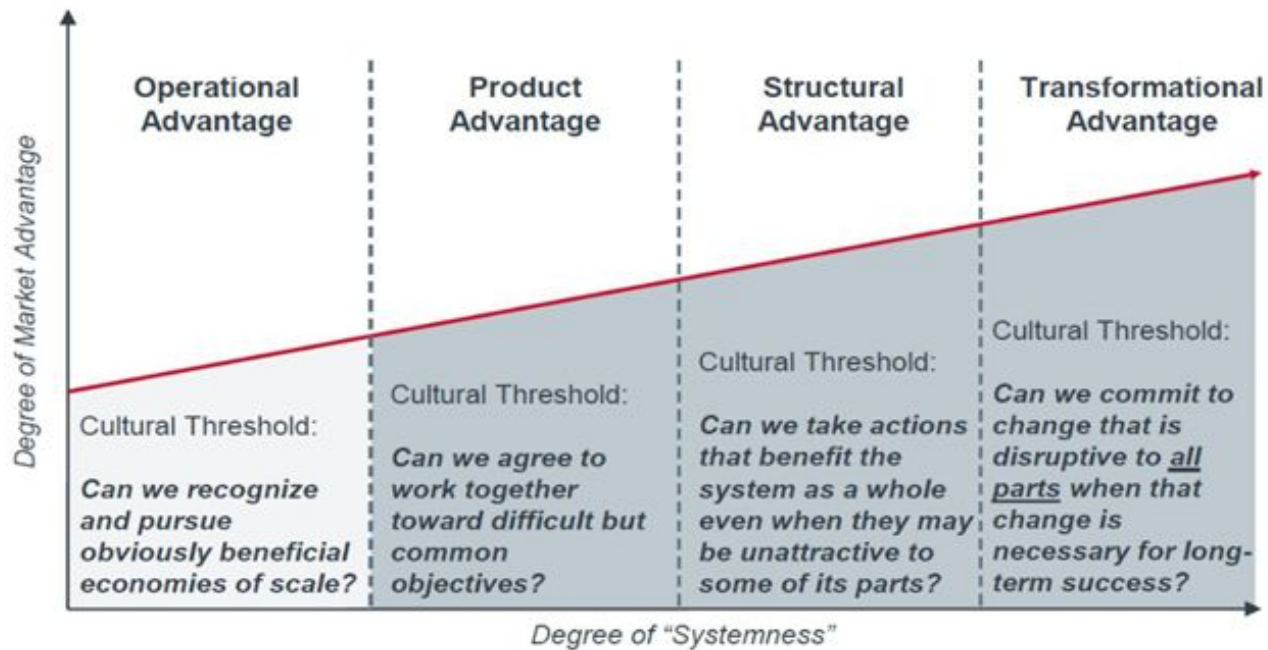 Operational
Advantage
Product
Advantage
Structural
Advantage
Transformational
Advantage
Degree of Market Advantage
Cultural Threshold:
Can we recognize
and pursue
obviously beneficial
economies of scale?
Cultural Threshold:
Can we agree to
work together
toward difficult but
common
objectives?
Cultural Threshold:
Can we take actions
that benefit the
system as a whole
even when they may
be unattractive to
some of its parts?
Cultural Threshold:
Can we commit to
change that is
disruptive to all
parts when that
change is
necessary for long-
term success?
Degree of “Systemness”